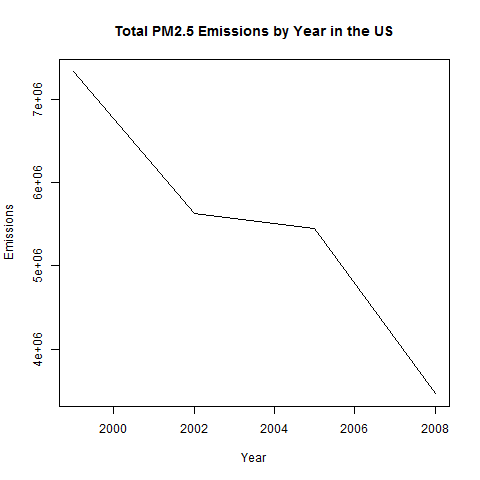 Total PM2.5 Emissions by Year in the US
7e+06
6e+06
5e+06
4e+06
Emissions
2000 2002 2004 2006 2008
Year